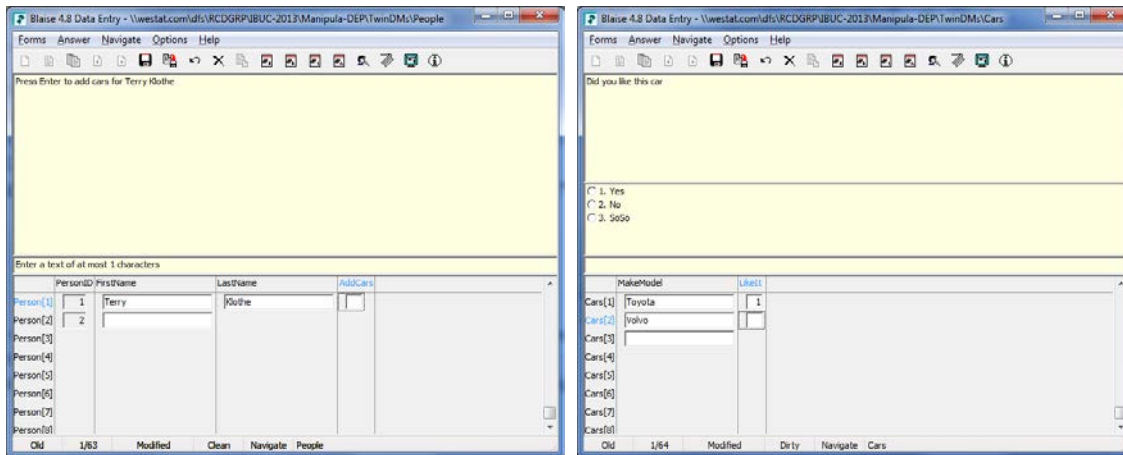 Blaise 4.8 Data Entry - \\westat.com\dfs\RCDGRP\IBUC-2013\Manipula-DEP\TwinDMs\People
Forms Answer Navigate Options Help
Press Enter to add cars for Terry Klothe
Enter a text of at most 1 characters
PersonID FirstName LastName AddCars
Person[1] 1 Terry Klothe
Person[2] 2
Person[3]
Person[4]
Person[5]
Person[6]
Person[7]
Person[8]
Old 1/63 Modified Clean Navigate People
Blaise 4.8 Data Entry - \\westat.com\dfs\RCDGRP\IBUC-2013\Manipula-DEP\TwinDMs\Cars
Forms Answer Navigate Options Help
Did you like this car
1. Yes
2. No
3. SoSo
MakeModel LikeIt
Cars[1] Toyota 1
Cars[2] Volvo
Cars[3]
Cars[4]
Cars[5]
Cars[6]
Cars[7]
Cars[8]
Old 1/64 Modified Dirty Navigate Cars